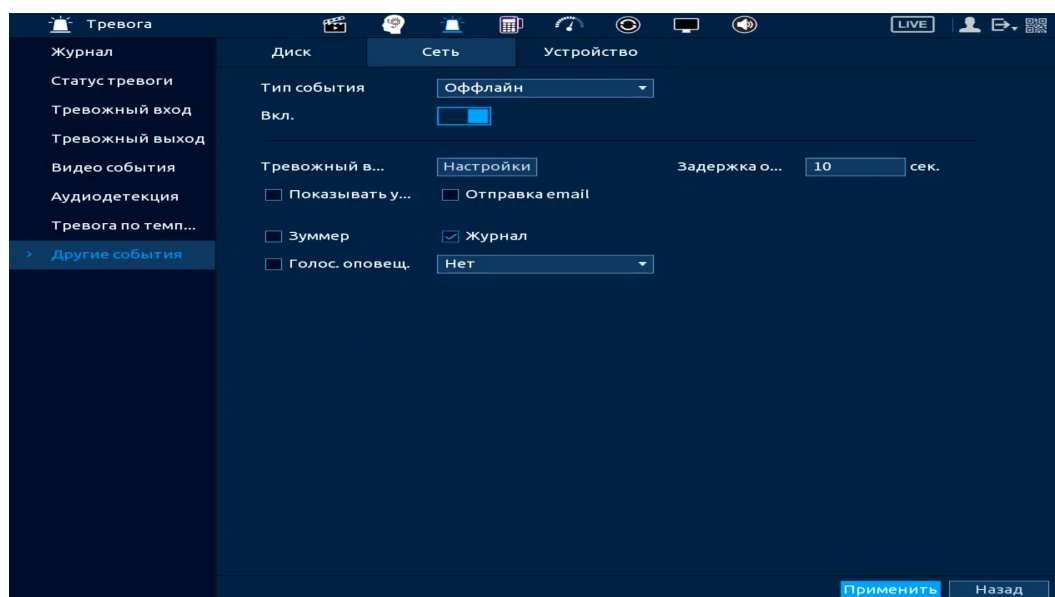 Тревога LIVE
Журнал
Статус тревоги
Тревожный вход
Тревожный выход
Видео события
Аудиодетекция
Тревога по темп...
> Другие события
Диск Сеть Устройство
Тип события Оффлайн
Вкл.
Тревожный в... Настройки Задержка о... 10 сек.
Показывать у... Отправка email
Зуммер Журнал
Голос. оповещ. Нет
Применить Назад